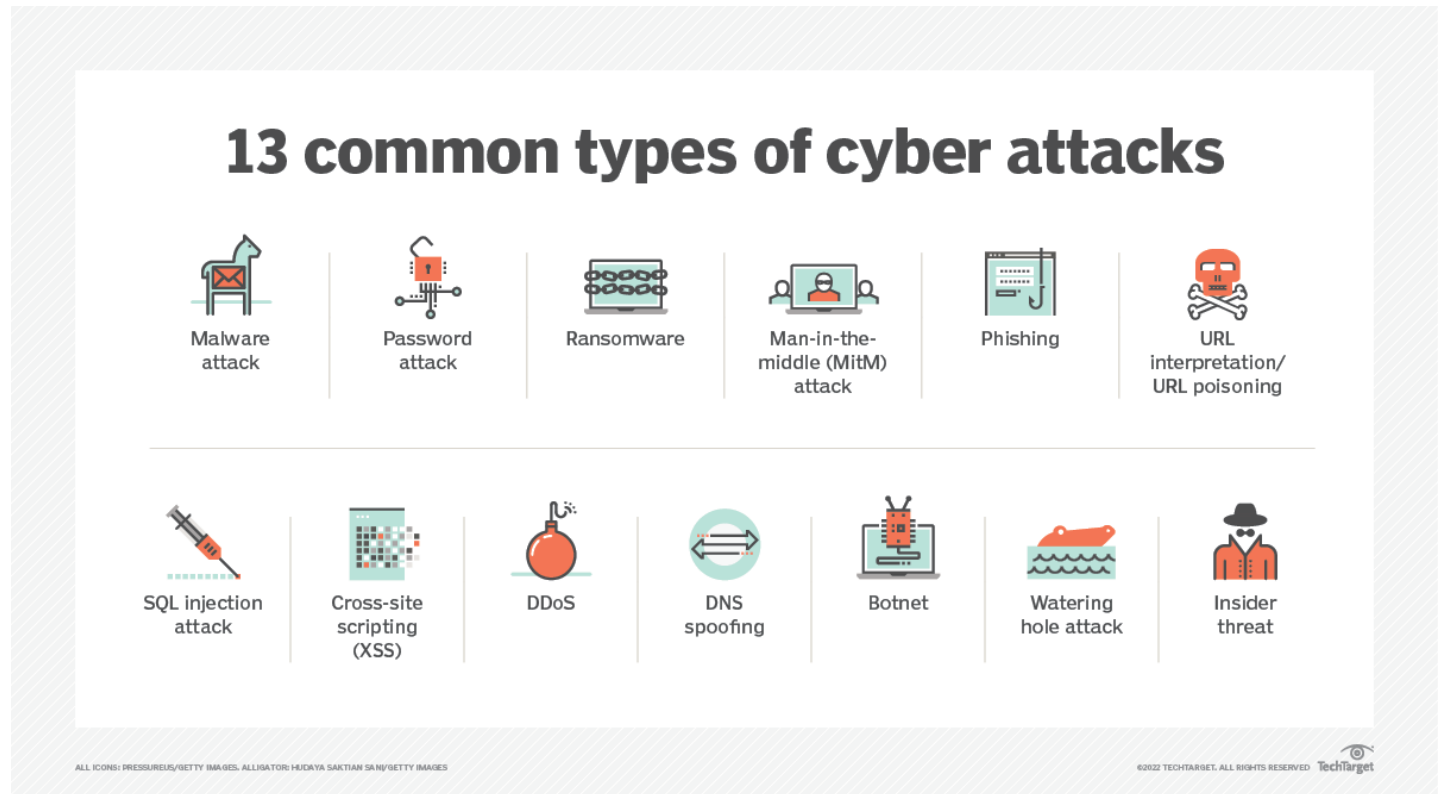 13 common types of cyber attacks
Malware
attack
Password
attack
Ransomware
Man-in-the-
middle (MitM)
attack
Phishing
URL
interpretation/
URL poisoning
SQL injection
attack
Cross-site
scripting
(XSS)
DDoS
DNS
spoofing
Botnet
Watering
hole attack
Insider
threat
ALL ICONS: PRESSUREUS/GETTY IMAGES. ALLIGATOR: HUDAYA SAKTIAN SANI/GETTY IMAGES
©2022 TECHTARGET. ALL RIGHTS RESERVED TechTarget